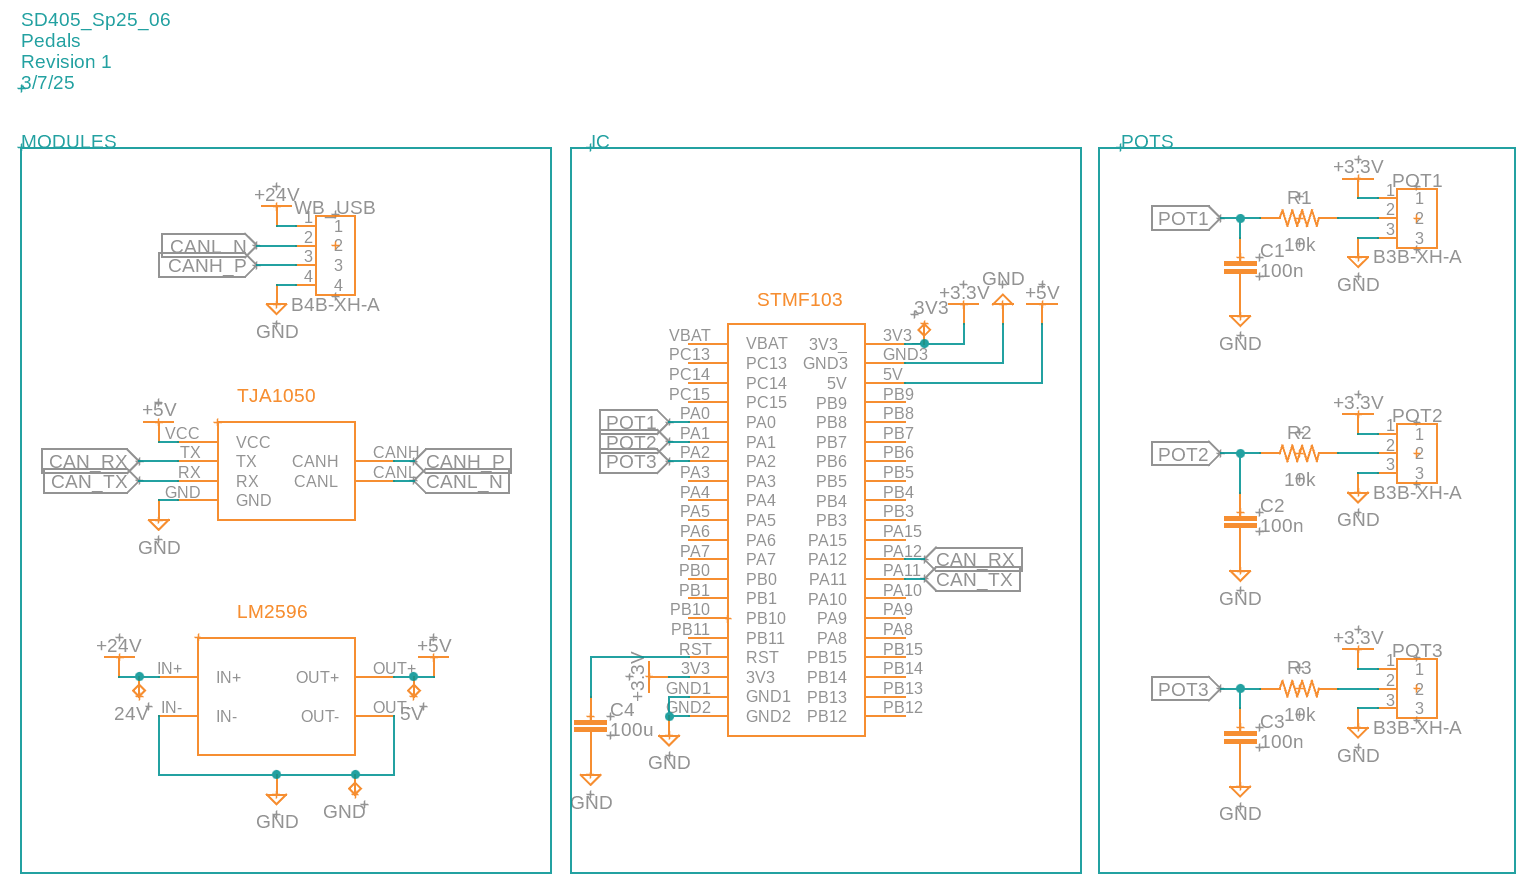 SD405_Sp25_06
Pedals
Revision 1
3/7/25
MODULES
+24V
WB_USB
1
1
CANL_N
2
2
CANH_P
3
3
4
4
B4B-XH-A
GND
TJA1050
+5V
VCC
VCC
CAN_RX
TX
TX
CANH
CANH
CANH_P
CAN_TX
RX
RX
CANL
CANL
CANL_N
GND
GND
GND
LM2596
+24V
+5V
IN+
IN+
OUT+
OUT+
24V
IN-
IN-
OUT-
OUT-
5V
GND
GND
IC
STMF103
3V3
+3.3V
GND
+5V
VBAT
VBAT
3V3_
3V3
PC13
PC13
GND3
GND3
PC14
PC14
5V
5V
PC15
PC15
PB9
PB9
POT1
PA0
PA0
PB8
PB8
POT2
PA1
PA1
PB7
PB7
POT3
PA2
PA2
PB6
PB6
PA3
PA3
PB5
PB5
PA4
PA4
PB4
PB4
PA5
PA5
PB3
PB3
PA6
PA6
PA15
PA15
PA7
PA7
PA12
PA12
CAN_RX
PB0
PB0
PA11
PA11
CAN_TX
PB1
PB1
PA10
PA10
PB10
PB10
PA9
PA9
PB11
PB11
PA8
PA8
RST
RST
PB15
PB15
+3.3V
3V3
3V3
PB14
PB14
GND1
GND1
PB13
PB13
GND2
GND2
PB12
PB12
C4
100u
GND
GND
POTS
+3.3V
POT1
POT1
R1
10k
1
1
2
2
3
3
C1
100n
B3B-XH-A
GND
GND
+3.3V
POT2
POT2
R2
10k
1
1
2
2
3
3
C2
100n
B3B-XH-A
GND
GND
+3.3V
POT3
POT3
R3
10k
1
1
2
2
3
3
C3
100n
B3B-XH-A
GND
GND